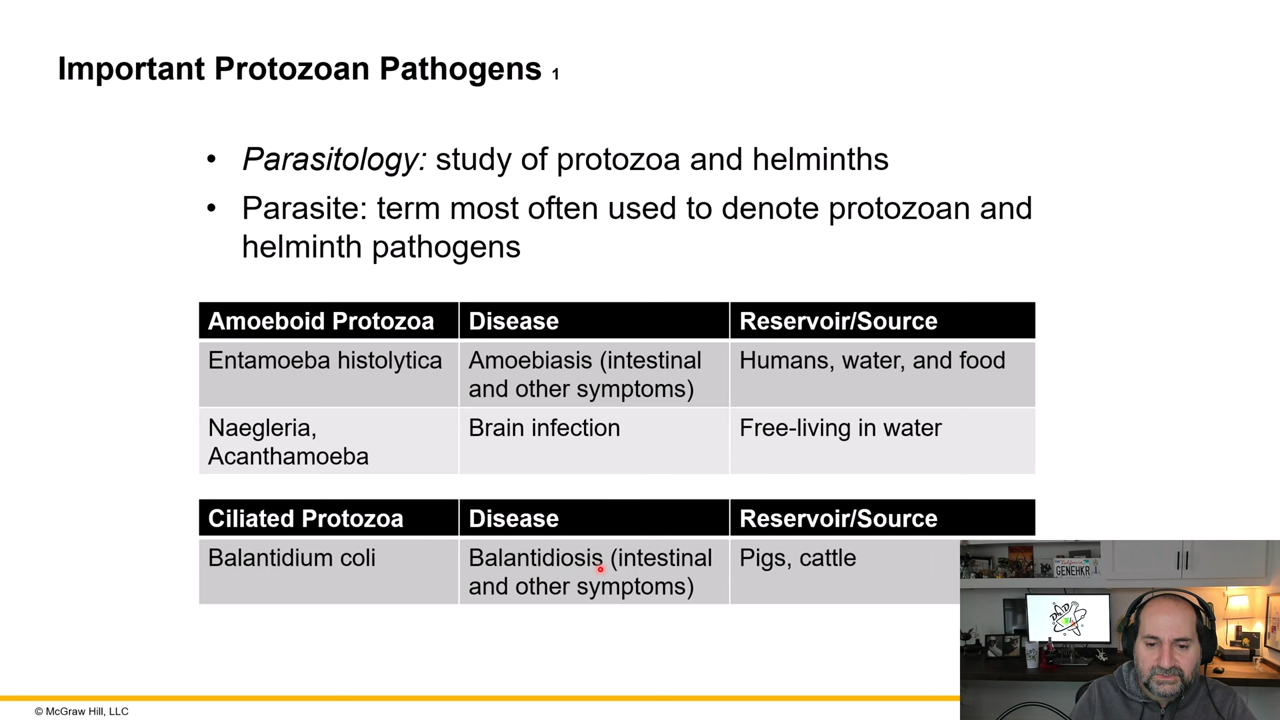 Important Protozoan Pathogens 1
• Parasitology: study of protozoa and helminths
• Parasite: term most often used to denote protozoan and
helminth pathogens
Amoeboid Protozoa Disease Reservoir/Source
Entamoeba histolytica Amoebiasis (intestinal Humans, water, and food
and other symptoms)
Naegleria, Brain infection Free-living in water
Acanthamoeba
Ciliated Protozoa Disease Reservoir/Source
Balantidium coli Balantidiosis (intestinal Pigs, cattle
and other symptoms)
GENEHKR
© McGraw Hill, LLC